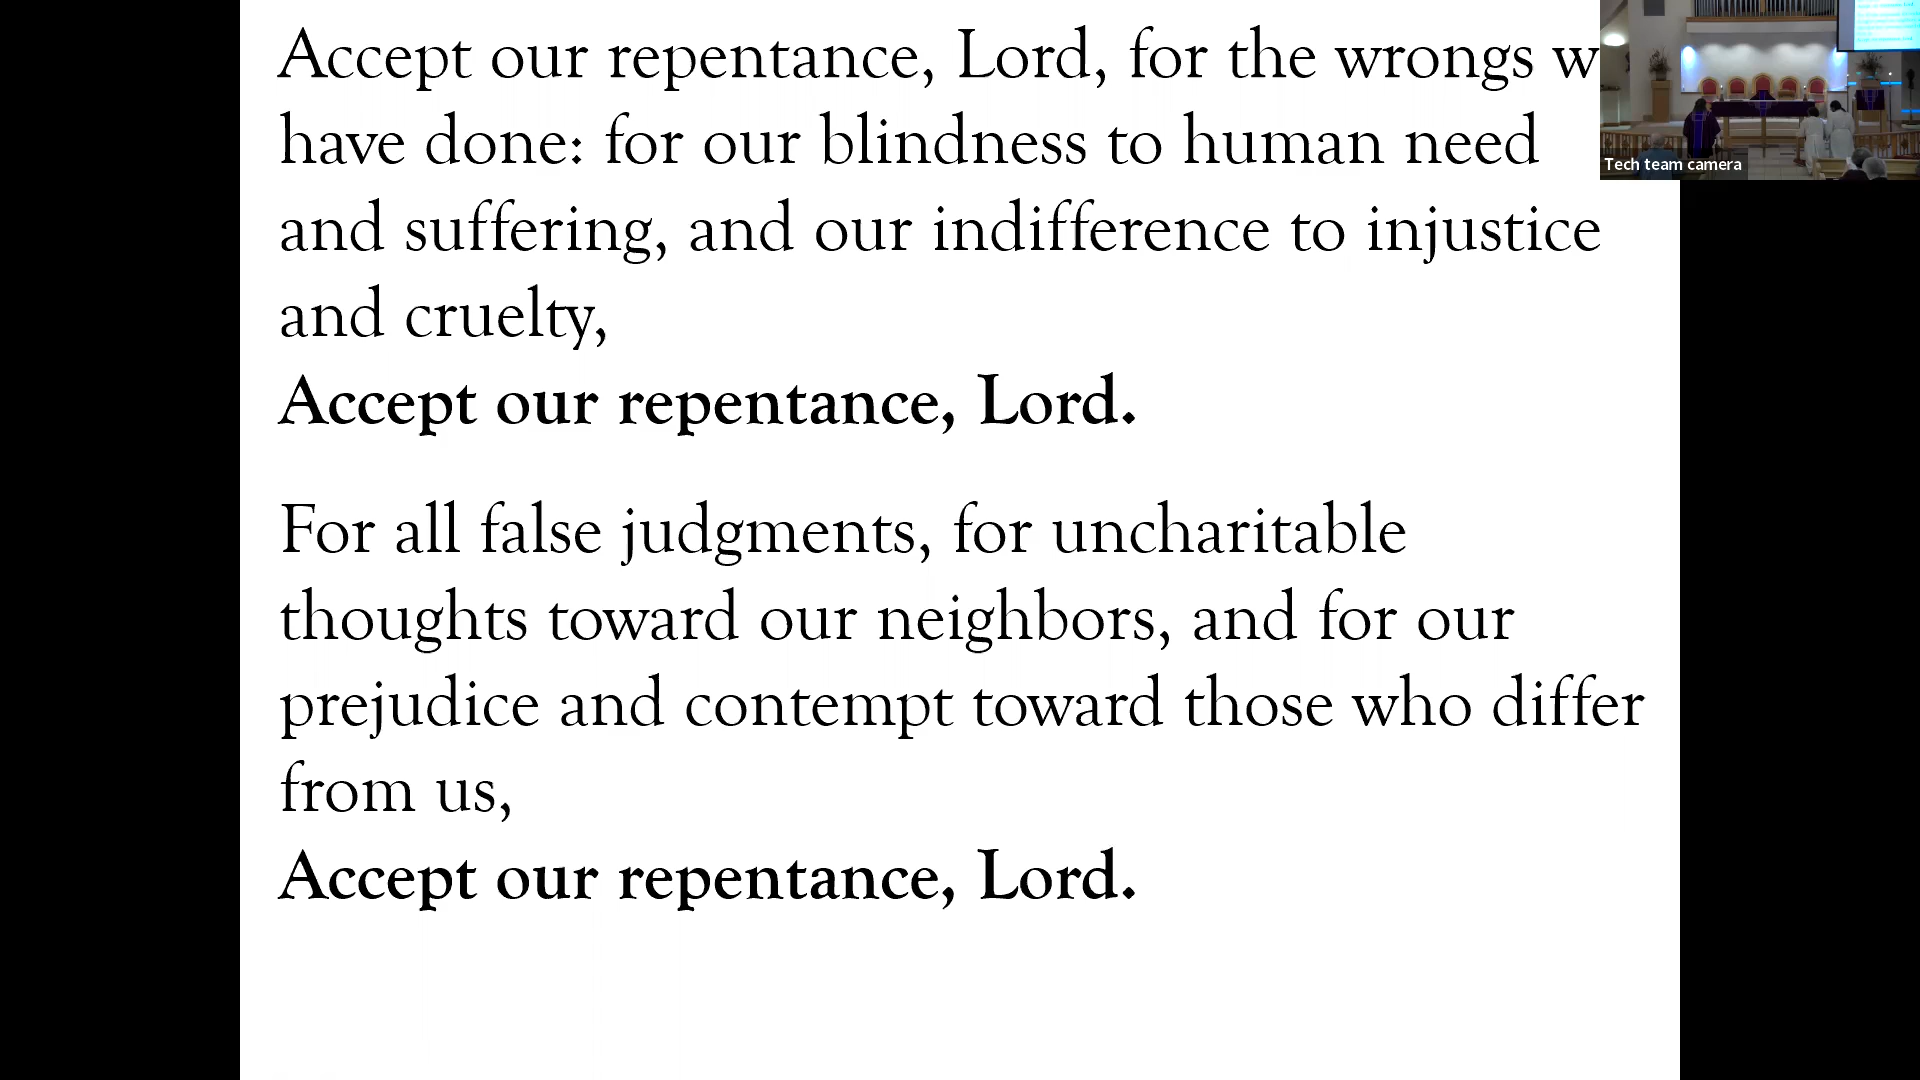 Accept our repentance, Lord, for the wrongs w
have done: for our blindness to human need
and suffering, and our indifference to injustice
and cruelty,
Accept our repentance, Lord.
For all false judgments, for uncharitable
thoughts toward our neighbors, and for our
prejudice and contempt toward those who differ
from us,
Accept our repentance, Lord.
Tech team camera